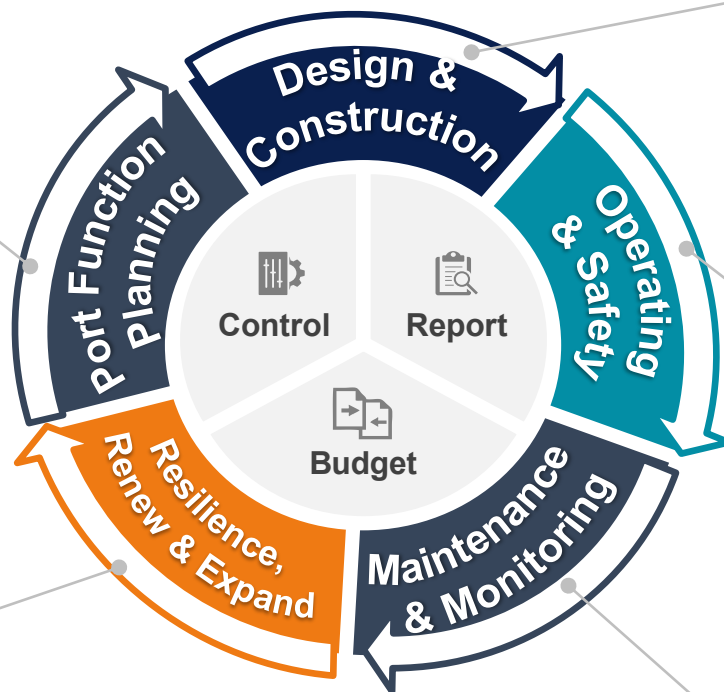 Design &
Construction
Operating
& Safety
Maintenance
& Monitoring
Resilience,
Renew & Expand
Port Function
Planning
Control
Report
Budget